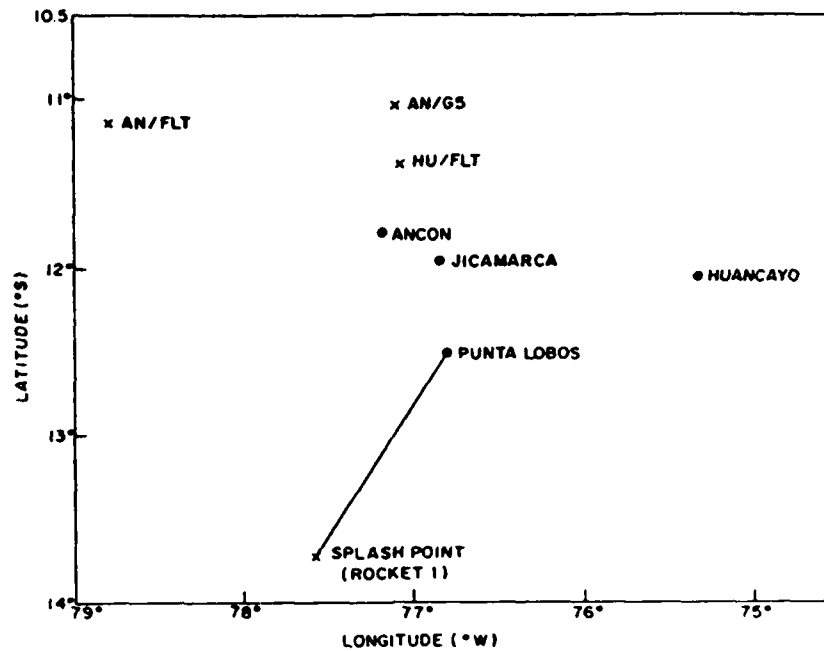 10.5
11°
× AN/G5
× AN/FLT
× HU/FLT
ANCON
JICAMARCA
12°
HUANCAYO
LATITUDE (°S)
PUNTA LOBOS
13°
× SPLASH POINT
(ROCKET 1)
14°
79°
78°
77°
76°
75°
LONGITUDE (°W)